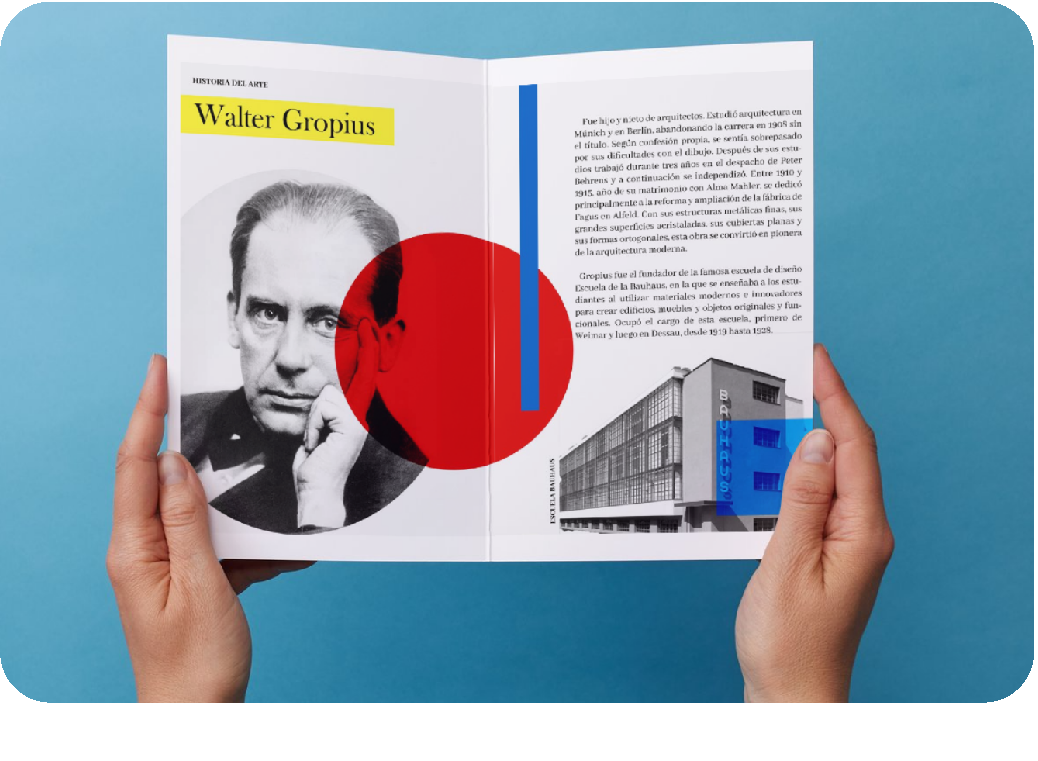 HISTORIA DEL ARTE
Walter Gropius
Fue hijo y nieto de arquitectos. Estudió arquitectura en
Múnich y en Berlín, abandonando la carrera en 1908 sin
el título. Según confesión propia, se sentía sobrepasado
por sus dificultades con el dibujo. Después de sus estu-
dios trabajó durante tres años en el despacho de Peter
Behrens y a continuación se independizó. Entre 1910 y
1915, año de su matrimonio con Alma Mahler, se dedicó
principalmente a la reforma y ampliación de la fábrica de
Fagus en Alfeld. Con sus estructuras metálicas finas, sus
grandes superficies acristaladas, sus cubiertas planas y
sus formas ortogonales, esta obra se convirtió en pionera
de la arquitectura moderna.
Gropius fue el fundador de la famosa escuela de diseño
Escuela de la Bauhaus, en la que se enseñaba a los estu-
diantes al utilizar materiales modernos e innovadores
para crear edificios, muebles y objetos originales y fun-
cionales. Ocupó el cargo de esta escuela, primero de
Weimar y luego en Dessau, desde 1919 hasta 1928.
ESCUELA BAUHAUS
BAUHAUS